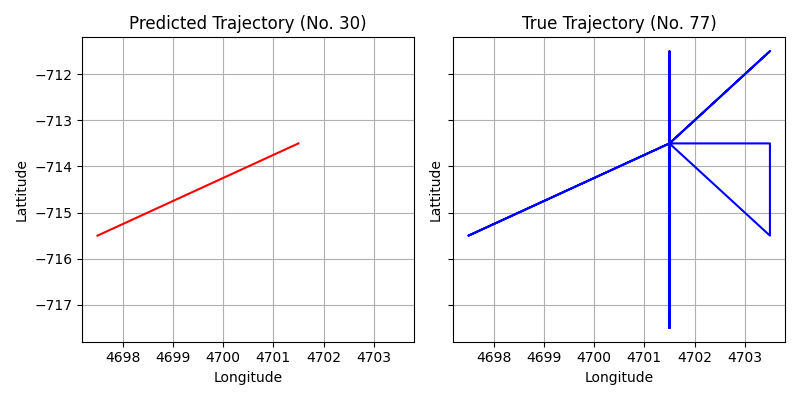 Predicted Trajectory (No. 30)
True Trajectory (No. 77)
Lattitude
−712
−713
−714
−715
−716
−717
4698 4699 4700 4701 4702 4703
Longitude
Lattitude
4698 4699 4700 4701 4702 4703
Longitude